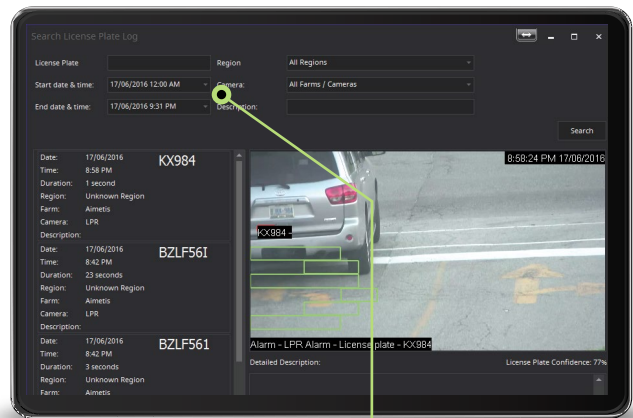 Search License Plate Log
License Plate
Region
All Regions
Start date & time:
17/06/2016 12:00 AM
Camera:
All Farms / Cameras
End date & time:
17/06/2016 9:31 PM
Description:
Search
Date: 17/06/2016
KX984
Time: 8:58 PM
Duration: 1 second
Region: Unknown Region
Farm: Aimetis
Camera: LPR
Description:
Date: 17/06/2016
BZLF56I
Time: 8:42 PM
Duration: 23 seconds
Region: Unknown Region
Farm: Aimetis
Camera: LPR
Description:
Date: 17/06/2016
BZLF561
Time: 8:42 PM
Duration: 3 seconds
Region: Unknown Region
Farm: Aimetis
8:58:24 PM 17/06/2016
KX984 -
Alarm - LPR Alarm - License plate - KX984
Detailed Description:
License Plate Confidence: 77%